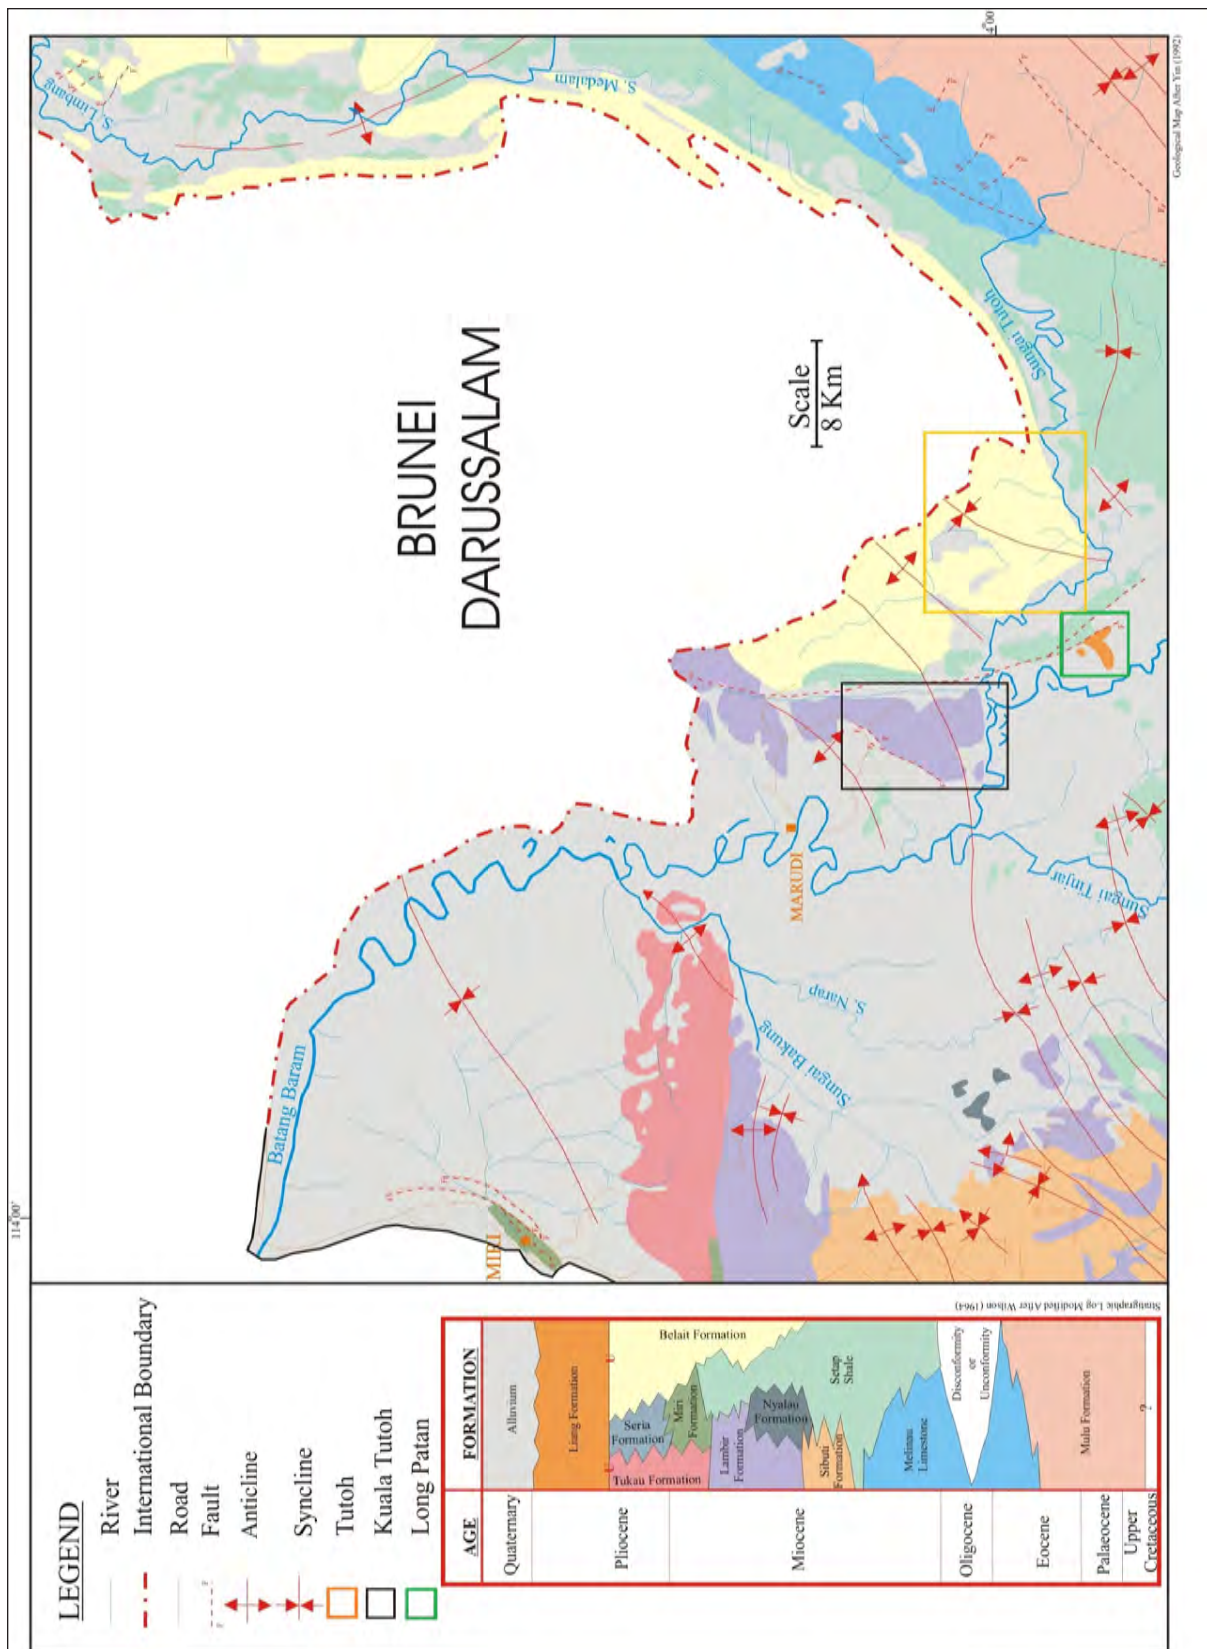 114°00'
4°00'
Geological Map After Yin (1992)
S.Limbang
S. Medalam
BRUNEI
DARUSSALAM
Scale
8 Km
Sungai Tutoh
Batang Baram
MIRI
MARUDI
Sungai Tinjar
S. Narap
Sungai Bakung
LEGEND
River
International Boundary
Road
Fault
Anticline
Syncline
Tutoh
Kuala Tutoh
Long Patan
Stratigraphic Log Modified After Wilson (1964)
AGE
FORMATION
Quaternary
Pliocene
Miocene
Oligocene
Eocene
Palaeocene
Upper
Cretaceous
Alluvium
Liang Formation
U
U
Belait Formation
Seria
Formation
Miri
Formation
Tukau Formation
Lambir
Formation
Nyalau
Formation
Setap
Shale
Sibuti
Formation
Melinau
Limestone
Disconformity
or
Unconformity
Mulu Formation
?